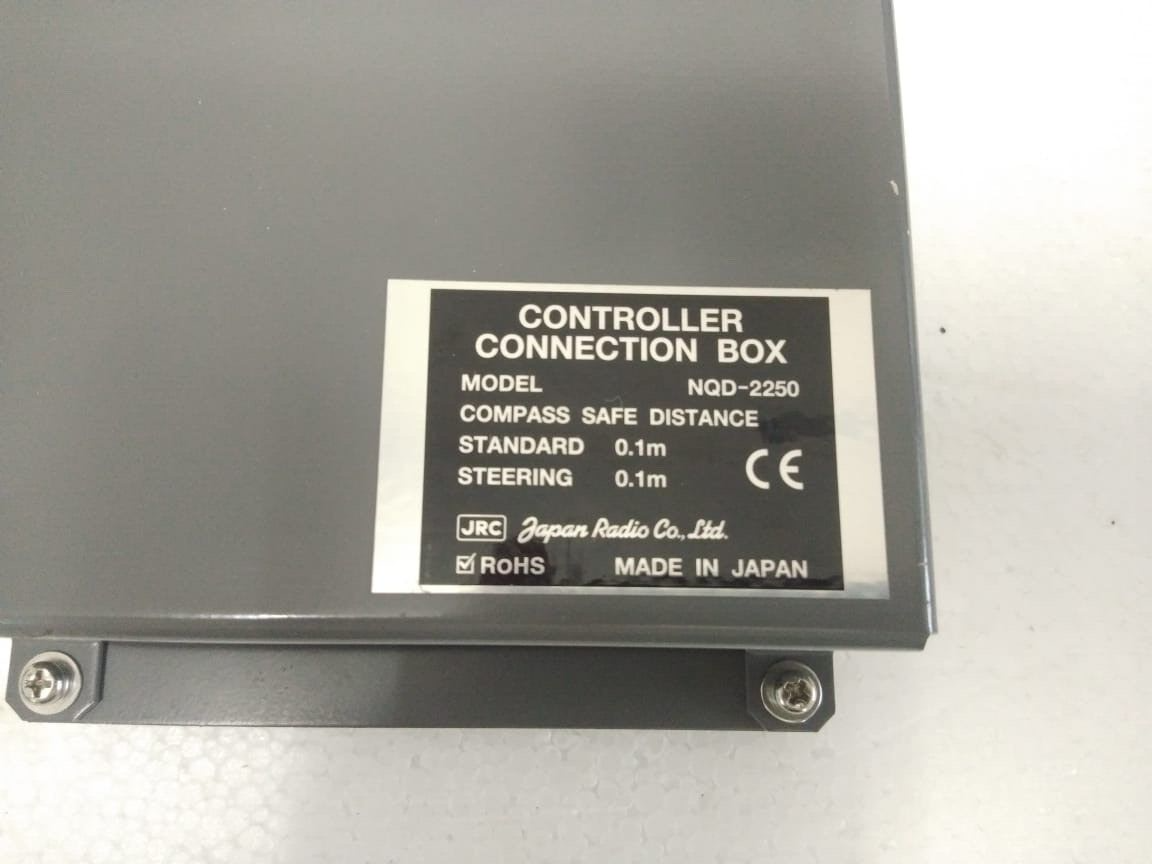 CONTROLLER
CONNECTION BOX
MODEL NQD-2250
COMPASS SAFE DISTANCE
STANDARD 0.1m
STEERING 0.1m
CE
JRC Japan Radio Co., Ltd.
☑ RoHS MADE IN JAPAN